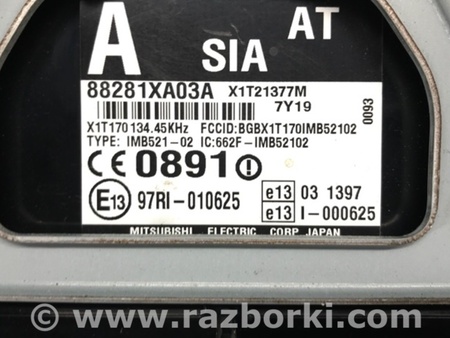 A SIA AT
88281XA03A X1T21377M
7Y19
0093
X1T170 134.45KHz FCCID:BGBX1T170IMB52102
TYPE: IMB521-02 IC:662F-IMB52102
CE 0891
E13 97RI-010625
e13 03 1397
e13 I-000625
MITSUBISHI ELECTRIC CORP JAPAN
© www.razborki.com